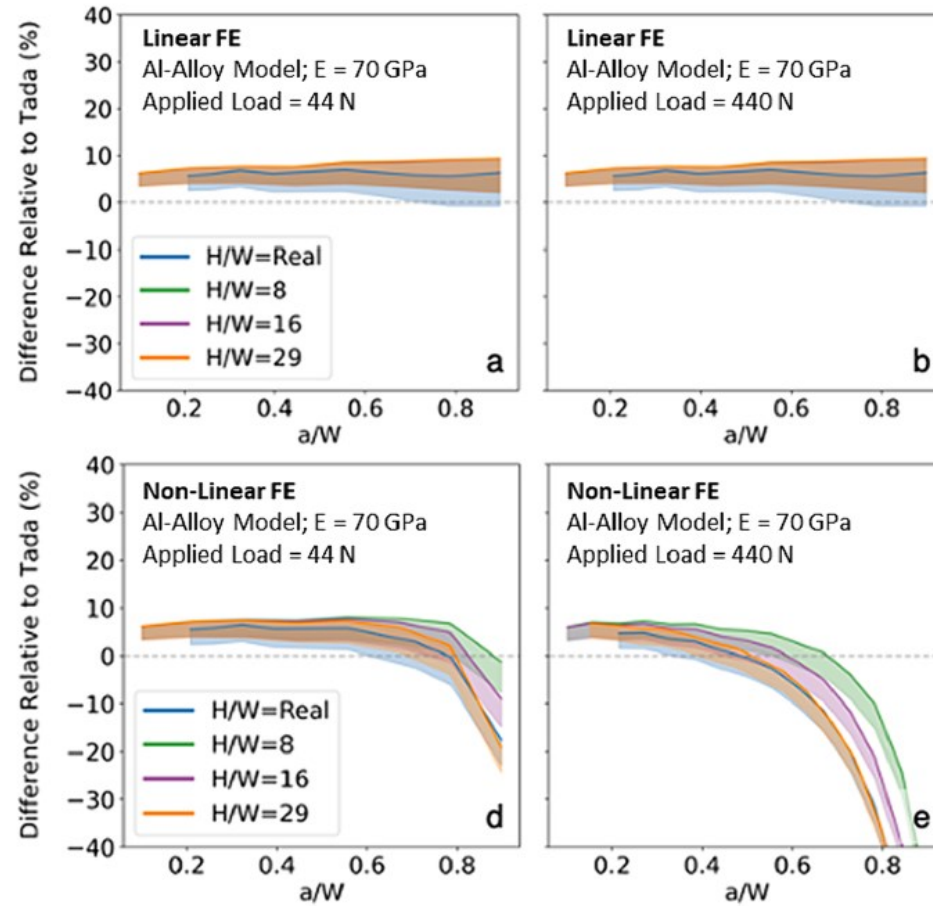 Difference Relative to Tada (%)
40
30
20
10
0
−10
−20
−30
−40
Linear FE
Al-Alloy Model; E = 70 GPa
Applied Load = 44 N
H/W=Real
H/W=8
H/W=16
H/W=29
a
0.2 0.4 0.6 0.8
a/W
Linear FE
Al-Alloy Model; E = 70 GPa
Applied Load = 440 N
b
0.2 0.4 0.6 0.8
a/W
Difference Relative to Tada (%)
40
30
20
10
0
−10
−20
−30
−40
Non-Linear FE
Al-Alloy Model; E = 70 GPa
Applied Load = 44 N
H/W=Real
H/W=8
H/W=16
H/W=29
d
0.2 0.4 0.6 0.8
a/W
Non-Linear FE
Al-Alloy Model; E = 70 GPa
Applied Load = 440 N
e
0.2 0.4 0.6 0.8
a/W